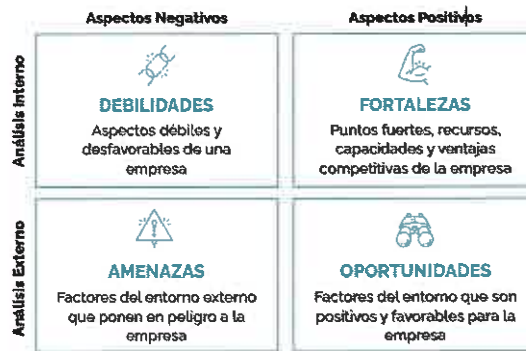 Aspectos Negativos
Aspectos Positivos
Análisis Interno
DEBILIDADES
Aspectos débiles y
desfavorables de una
empresa
FORTALEZAS
Puntos fuertes, recursos,
capacidades y ventajas
competitivas de la empresa
Análisis Externo
AMENAZAS
Factores del entorno externo
que ponen en peligro a la
empresa
OPORTUNIDADES
Factores del entorno que son
positivos y favorables para la
empresa